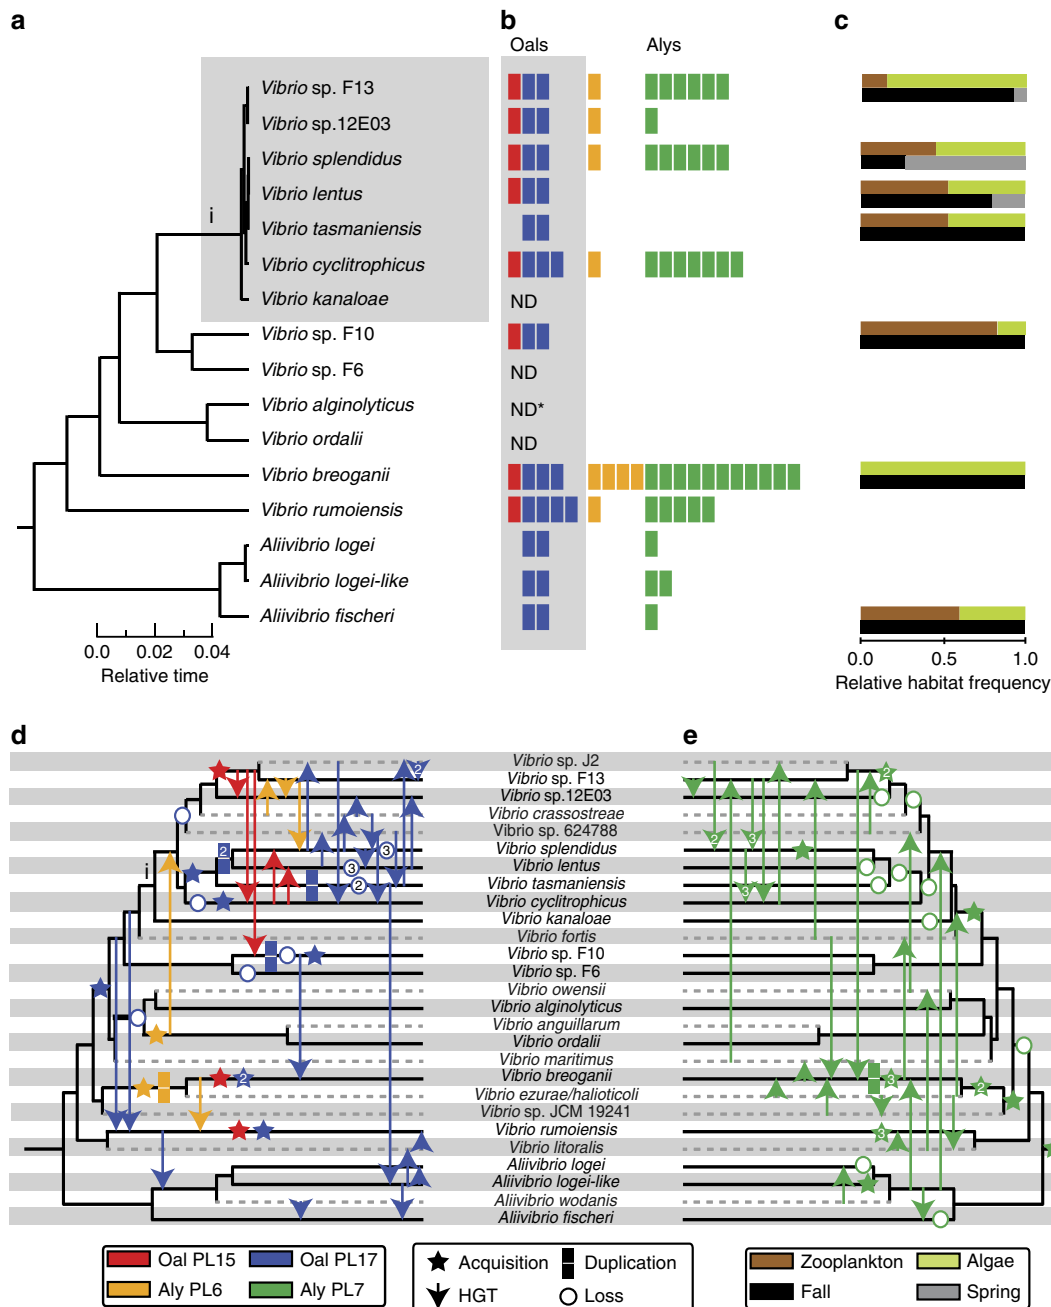 a
b
c
Oals
Alys
Vibrio sp. F13
Vibrio sp.12E03
Vibrio splendidus
Vibrio lentus
i
Vibrio tasmaniensis
Vibrio cyclitrophicus
Vibrio kanaloae
ND
Vibrio sp. F10
Vibrio sp. F6
ND
Vibrio alginolyticus
ND*
Vibrio ordalii
ND
Vibrio breoganii
Vibrio rumoiensis
Aliivibrio logei
Aliivibrio logei-like
Aliivibrio fischeri
0.0 0.02 0.04
Relative time
0.0 0.5 1.0
Relative habitat frequency
d
e
Vibrio sp. J2
2
2
Vibrio sp. F13
Vibrio sp.12E03
Vibrio crassostreae
Vibrio sp. 624788
2
3
Vibrio splendidus
2
3
Vibrio lentus
i
3
Vibrio tasmaniensis
2
3
Vibrio cyclitrophicus
Vibrio kanaloae
Vibrio fortis
Vibrio sp. F10
Vibrio sp. F6
Vibrio owensii
Vibrio alginolyticus
Vibrio anguillarum
Vibrio ordalii
Vibrio maritimus
Vibrio breoganii
2
3
2
Vibrio ezurae/halioticoli
Vibrio sp. JCM 19241
Vibrio rumoiensis
3
Vibrio litoralis
Aliivibrio logei
Aliivibrio logei-like
Aliivibrio wodanis
Aliivibrio fischeri
Oal PL15
Oal PL17
Aly PL6
Aly PL7
Acquisition
Duplication
HGT
Loss
Zooplankton
Algae
Fall
Spring